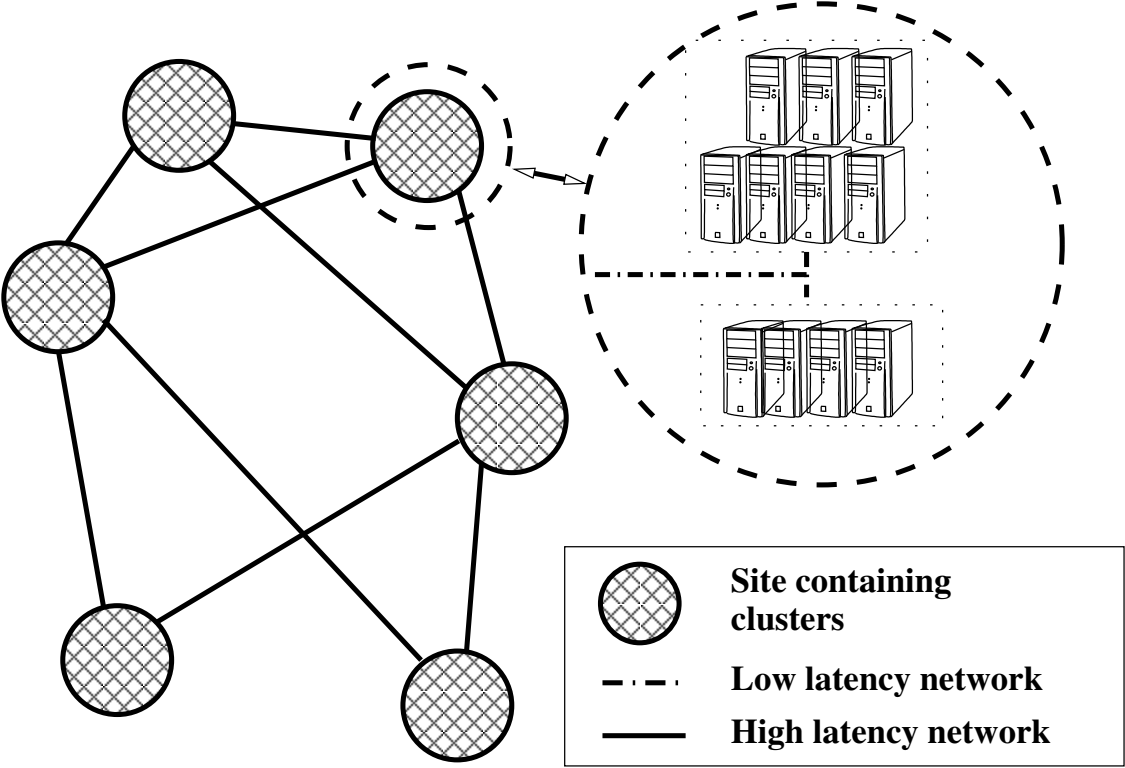 Site containing
clusters
Low latency network
High latency network